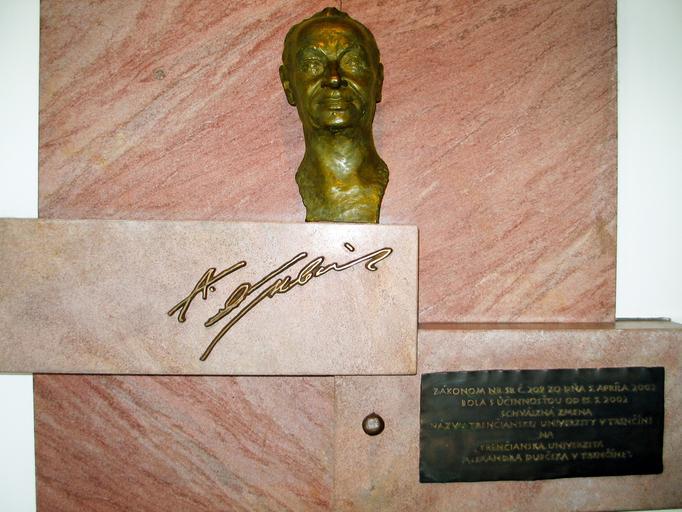 A. Dubček
ZÁKONOM NR SR Č. 209 ZO DŇA 5. APRÍLA 2002
BOLA S ÚČINNOSŤOU OD 15. 5. 2002
SCHVÁLENÁ ZMENA
NÁZVU TRENČIANSKEJ UNIVERZITY V TRENČÍNE
NA
TRENČIANSKA UNIVERZITA
ALEXANDRA DUBČEKA V TRENČÍNE